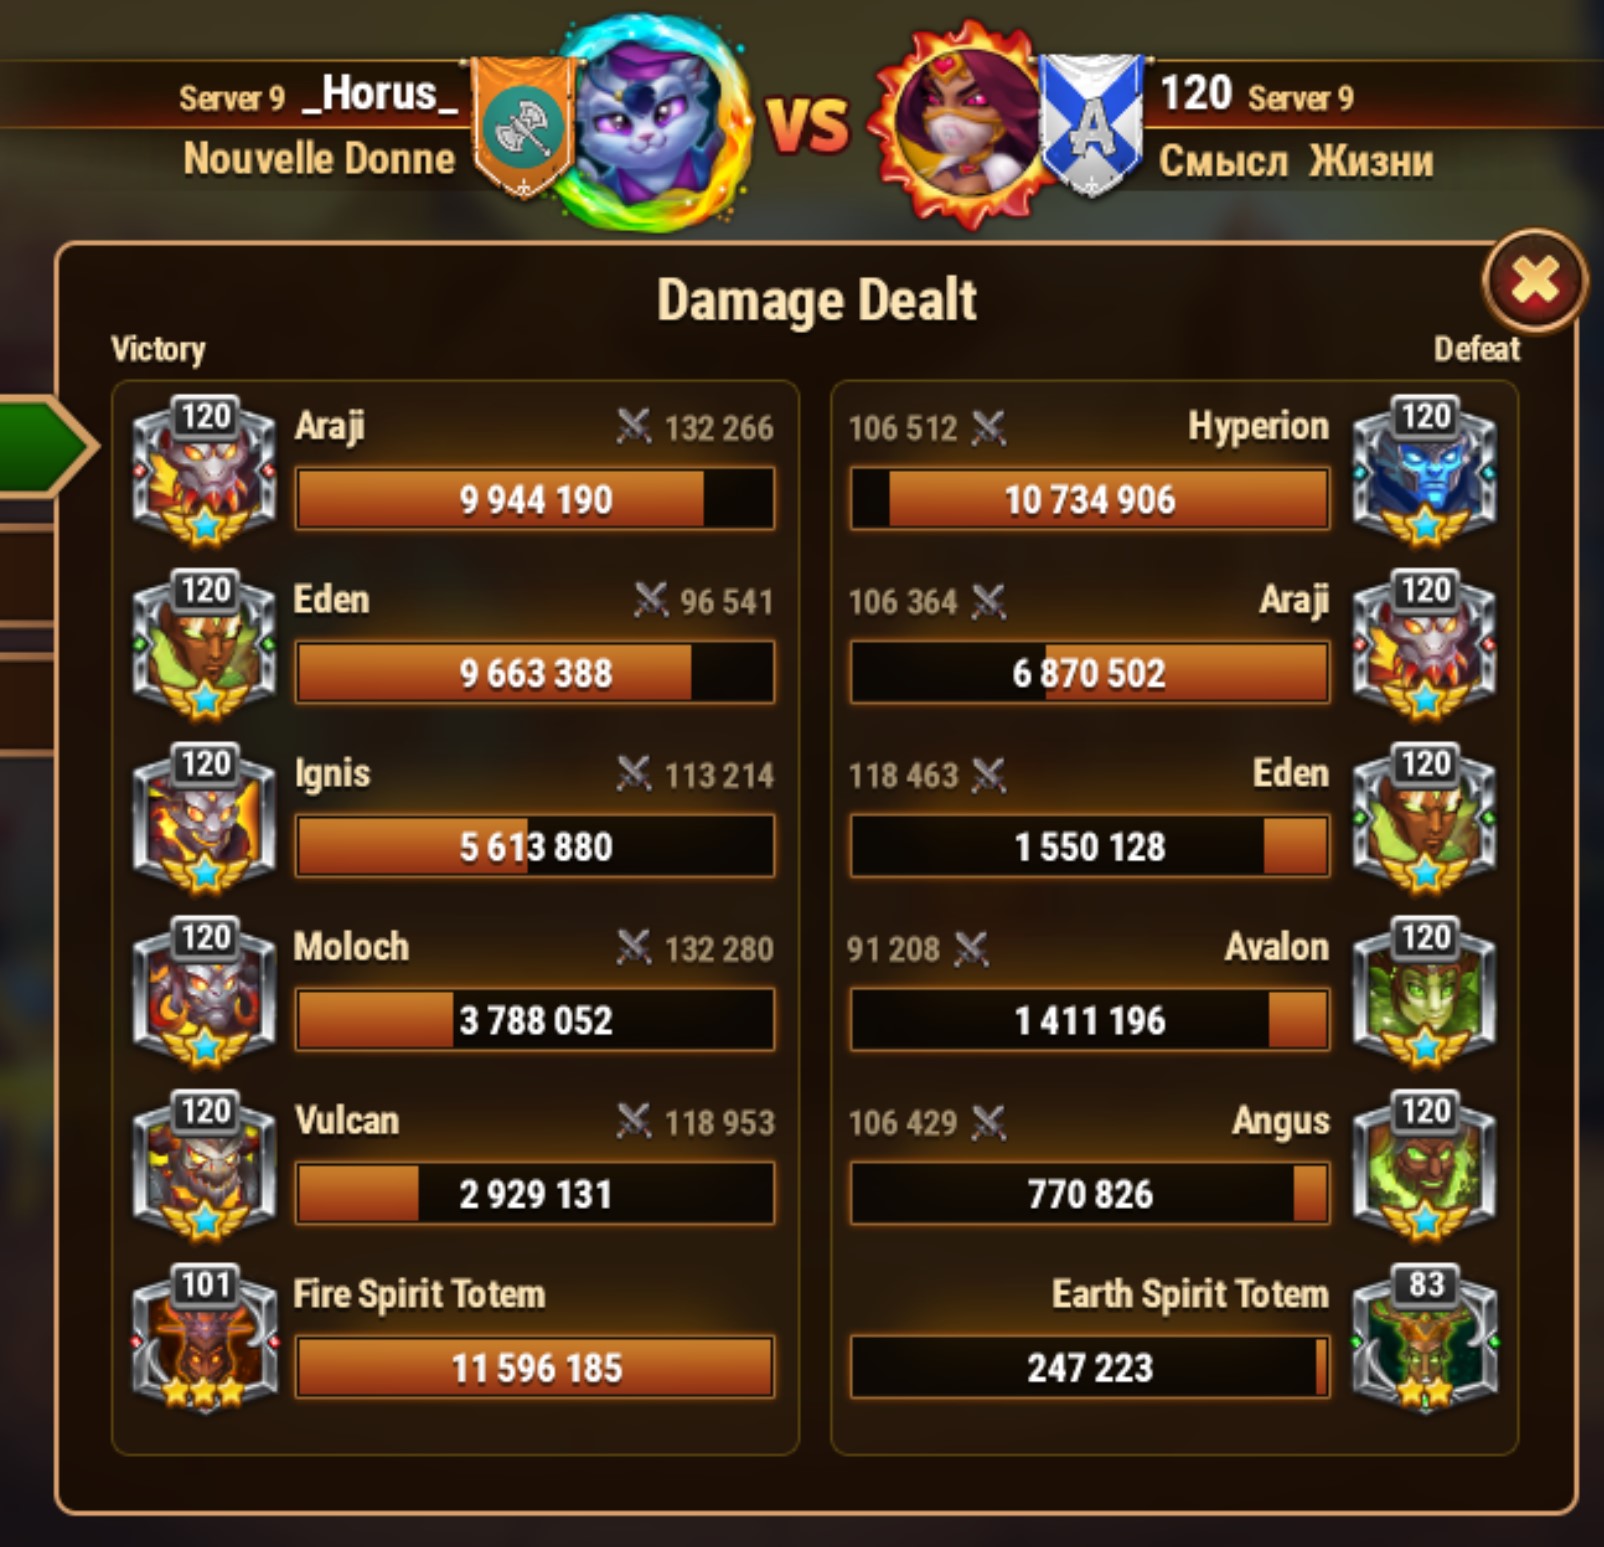 Server 9 _Horus_
Nouvelle Donne
VS
120 Server 9
A
Смысл Жизни
Damage Dealt
Victory
Defeat
120 Araji 132 266
9 944 190
106 512 Hyperion 120
10 734 906
120 Eden 96 541
9 663 388
106 364 Araji 120
6 870 502
120 Ignis 113 214
5 613 880
118 463 Eden 120
1 550 128
120 Moloch 132 280
3 788 052
91 208 Avalon 120
1 411 196
120 Vulcan 118 953
2 929 131
106 429 Angus 120
770 826
101 Fire Spirit Totem
11 596 185
Earth Spirit Totem 83
247 223